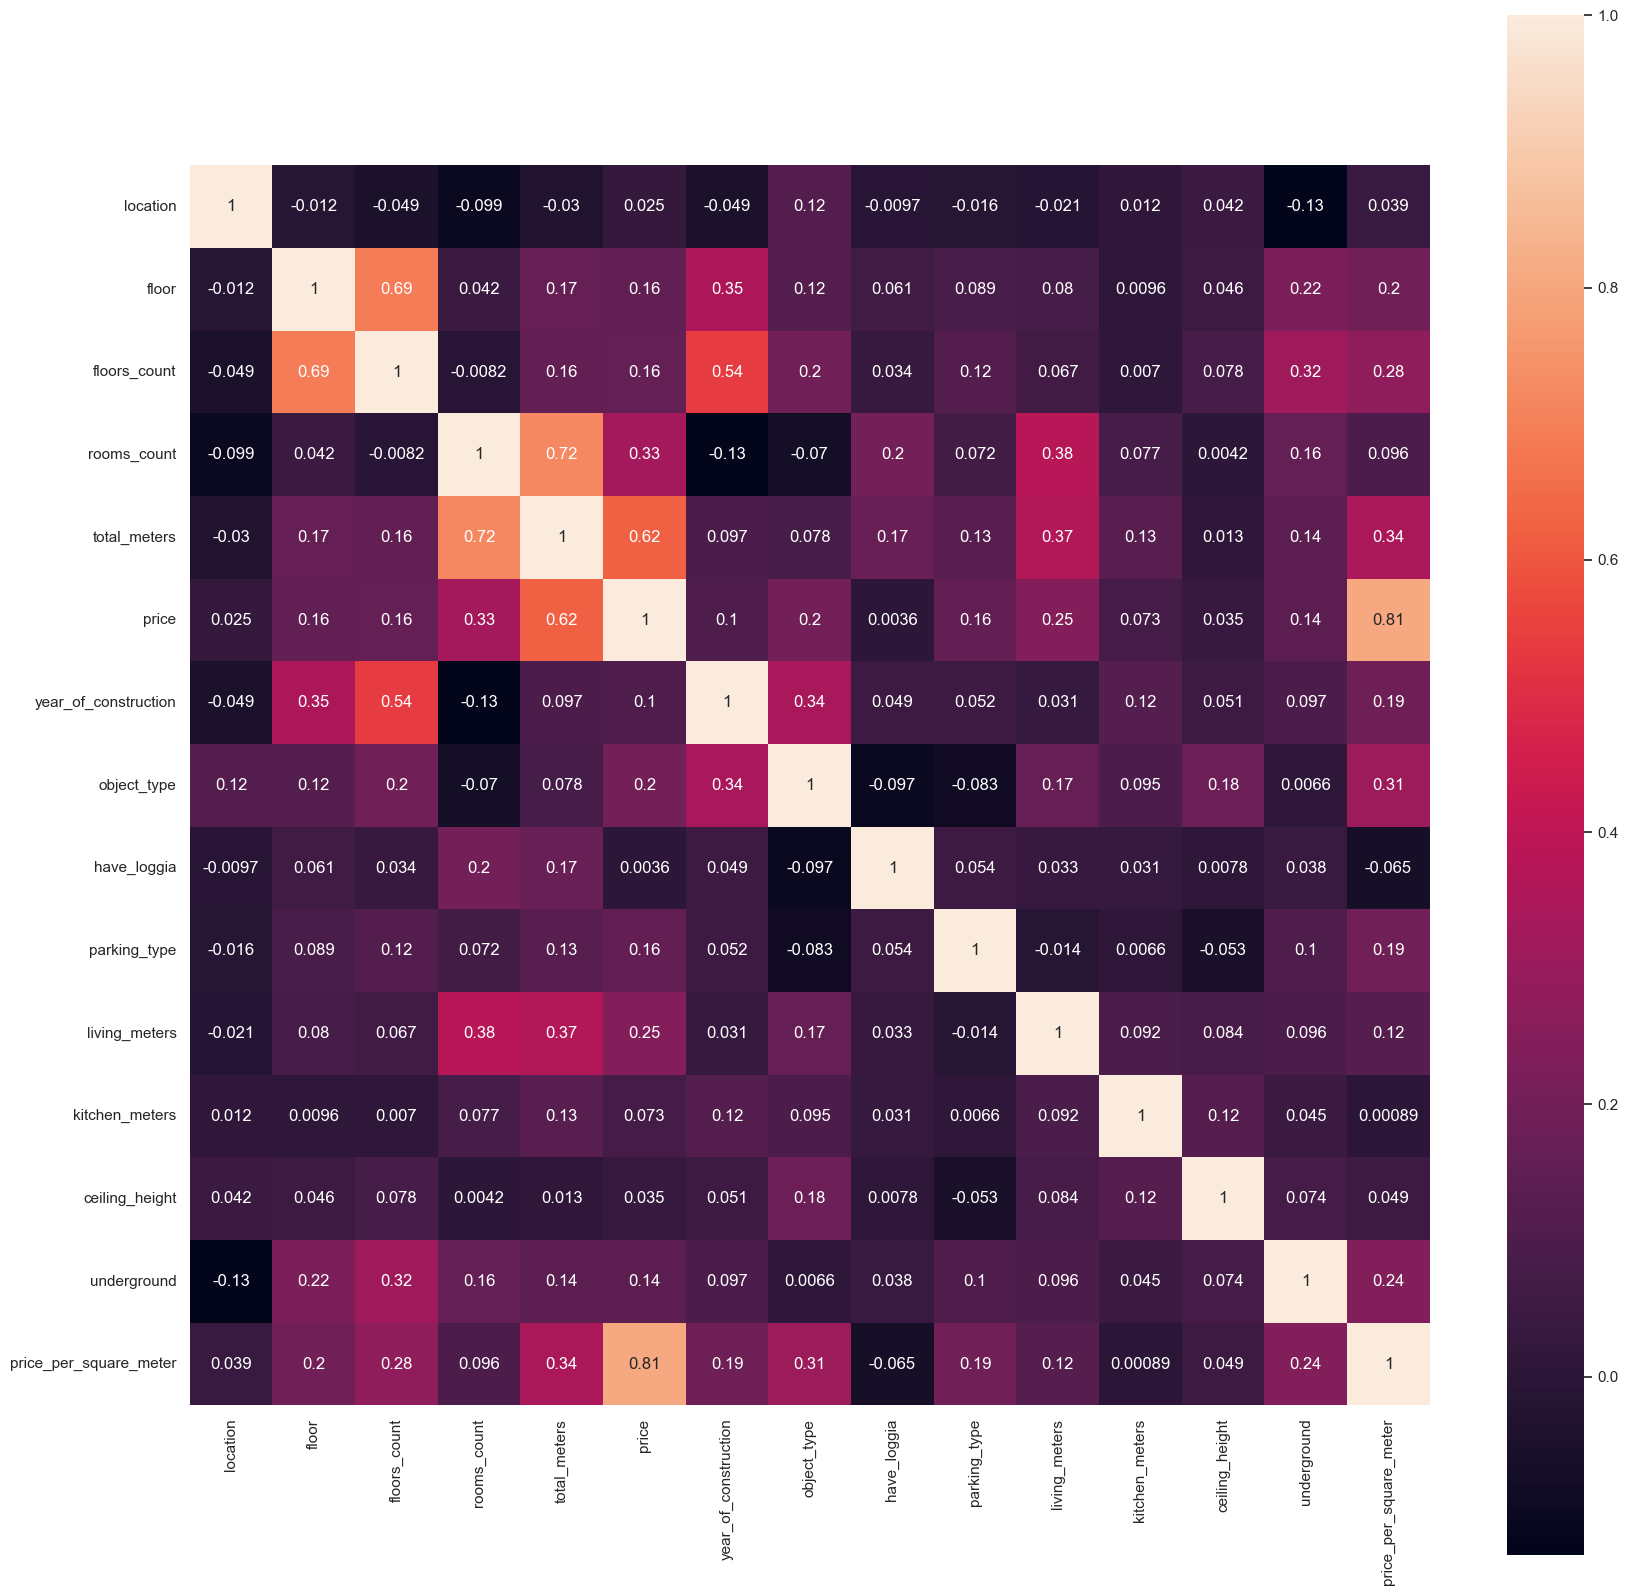 1.0
location 1 -0.012 -0.049 -0.099 -0.03 0.025 -0.049 0.12 -0.0097 -0.016 -0.021 0.012 0.042 -0.13 0.039
floor -0.012 1 0.69 0.042 0.17 0.16 0.35 0.12 0.061 0.089 0.08 0.0096 0.046 0.22 0.2
0.8
floors_count -0.049 0.69 1 -0.0082 0.16 0.16 0.54 0.2 0.034 0.12 0.067 0.007 0.078 0.32 0.28
rooms_count -0.099 0.042 -0.0082 1 0.72 0.33 -0.13 -0.07 0.2 0.072 0.38 0.077 0.0042 0.16 0.096
total_meters -0.03 0.17 0.16 0.72 1 0.62 0.097 0.078 0.17 0.13 0.37 0.13 0.013 0.14 0.34
0.6
price 0.025 0.16 0.16 0.33 0.62 1 0.1 0.2 0.0036 0.16 0.25 0.073 0.035 0.14 0.81
year_of_construction -0.049 0.35 0.54 -0.13 0.097 0.1 1 0.34 0.049 0.052 0.031 0.12 0.051 0.097 0.19
object_type 0.12 0.12 0.2 -0.07 0.078 0.2 0.34 1 -0.097 -0.083 0.17 0.095 0.18 0.0066 0.31
0.4
have_loggia -0.0097 0.061 0.034 0.2 0.17 0.0036 0.049 -0.097 1 0.054 0.033 0.031 0.0078 0.038 -0.065
parking_type -0.016 0.089 0.12 0.072 0.13 0.16 0.052 -0.083 0.054 1 -0.014 0.0066 -0.053 0.1 0.19
living_meters -0.021 0.08 0.067 0.38 0.37 0.25 0.031 0.17 0.033 -0.014 1 0.092 0.084 0.096 0.12
0.2
kitchen_meters 0.012 0.0096 0.007 0.077 0.13 0.073 0.12 0.095 0.031 0.0066 0.092 1 0.12 0.045 0.00089
ceiling_height 0.042 0.046 0.078 0.0042 0.013 0.035 0.051 0.18 0.0078 -0.053 0.084 0.12 1 0.074 0.049
underground -0.13 0.22 0.32 0.16 0.14 0.14 0.097 0.0066 0.038 0.1 0.096 0.045 0.074 1 0.24
price_per_square_meter 0.039 0.2 0.28 0.096 0.34 0.81 0.19 0.31 -0.065 0.19 0.12 0.00089 0.049 0.24 1
0.0
location
floor
floors_count
rooms_count
total_meters
price
year_of_construction
object_type
have_loggia
parking_type
living_meters
kitchen_meters
ceiling_height
underground
price_per_square_meter